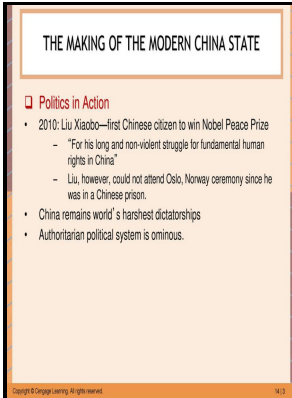 THE MAKING OF THE MODERN CHINA STATE
❑ Politics in Action
• 2010: Liu Xiaobo—first Chinese citizen to win Nobel Peace Prize
– “For his long and non-violent struggle for fundamental human
rights in China”
– Liu, however, could not attend Oslo, Norway ceremony since he
was in a Chinese prison.
• China remains world’s harshest dictatorships
• Authoritarian political system is ominous.
Copyright © Cengage Learning. All rights reserved.
14 | 3